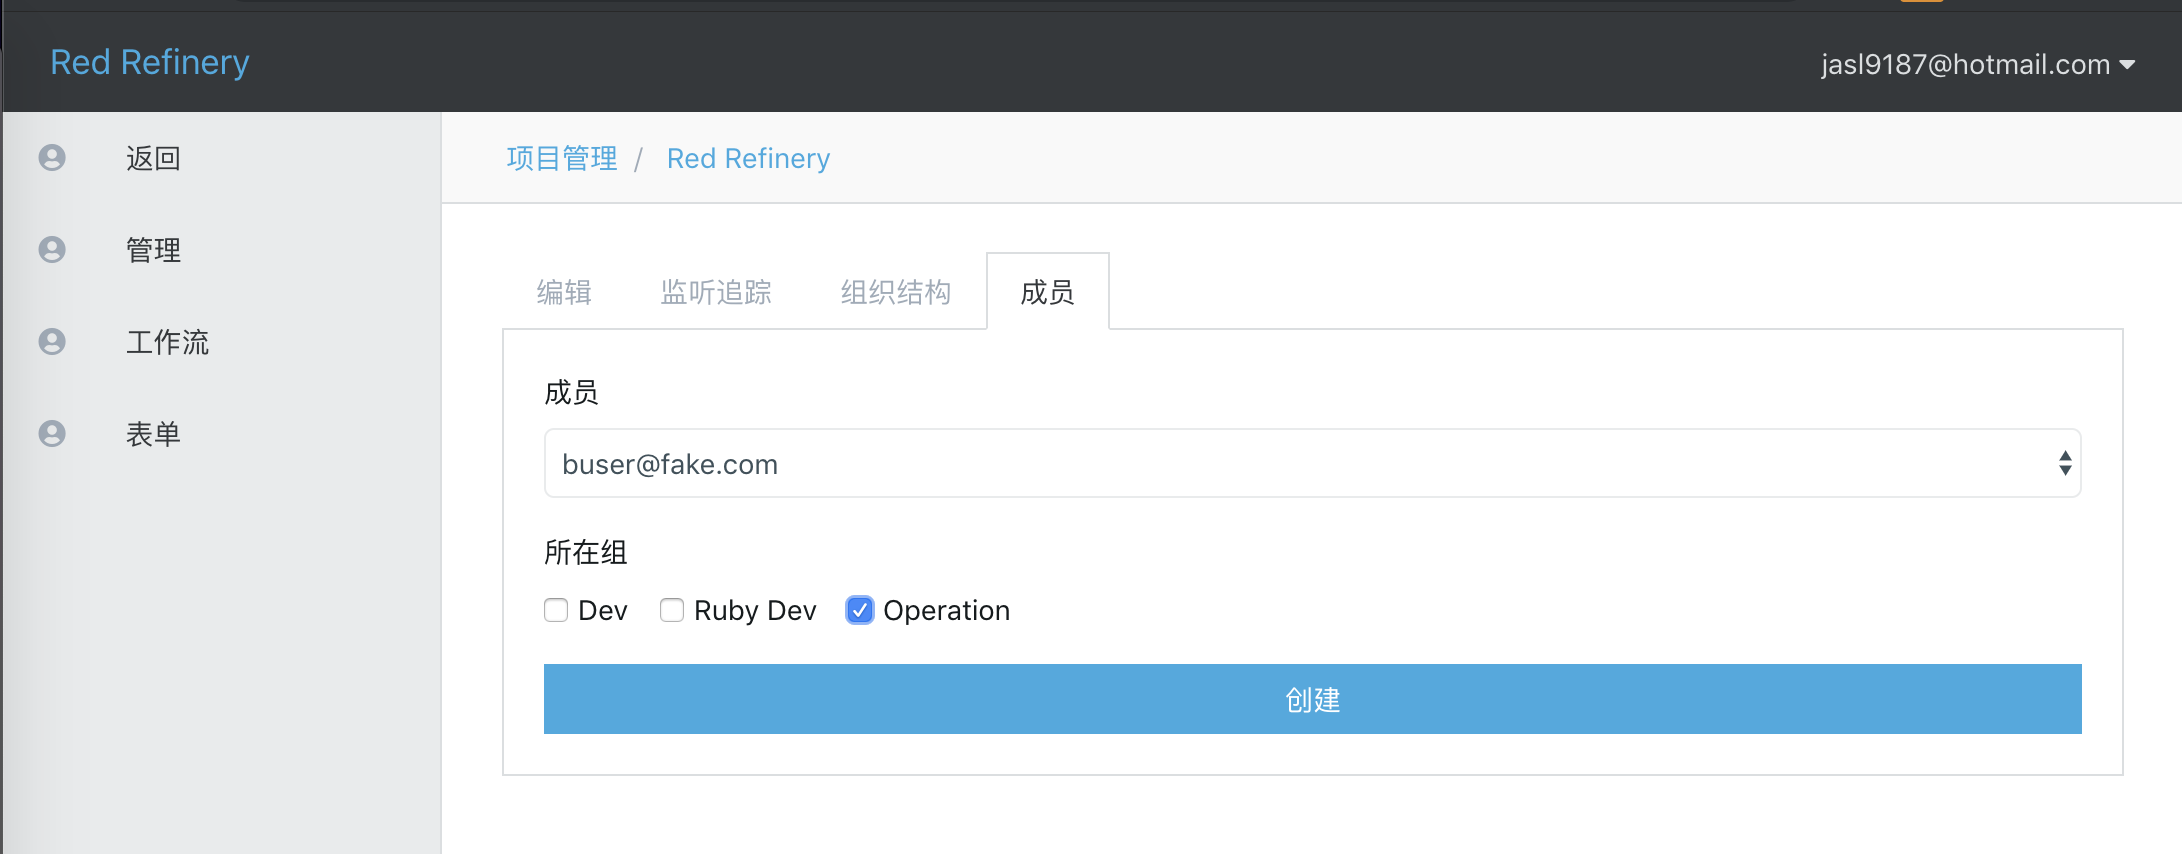 Red Refinery
jasl9187@hotmail.com
返回
管理
工作流
表单
项目管理 / Red Refinery
编辑 监听追踪 组织结构 成员
成员
buser@fake.com
所在组
Dev Ruby Dev Operation
创建